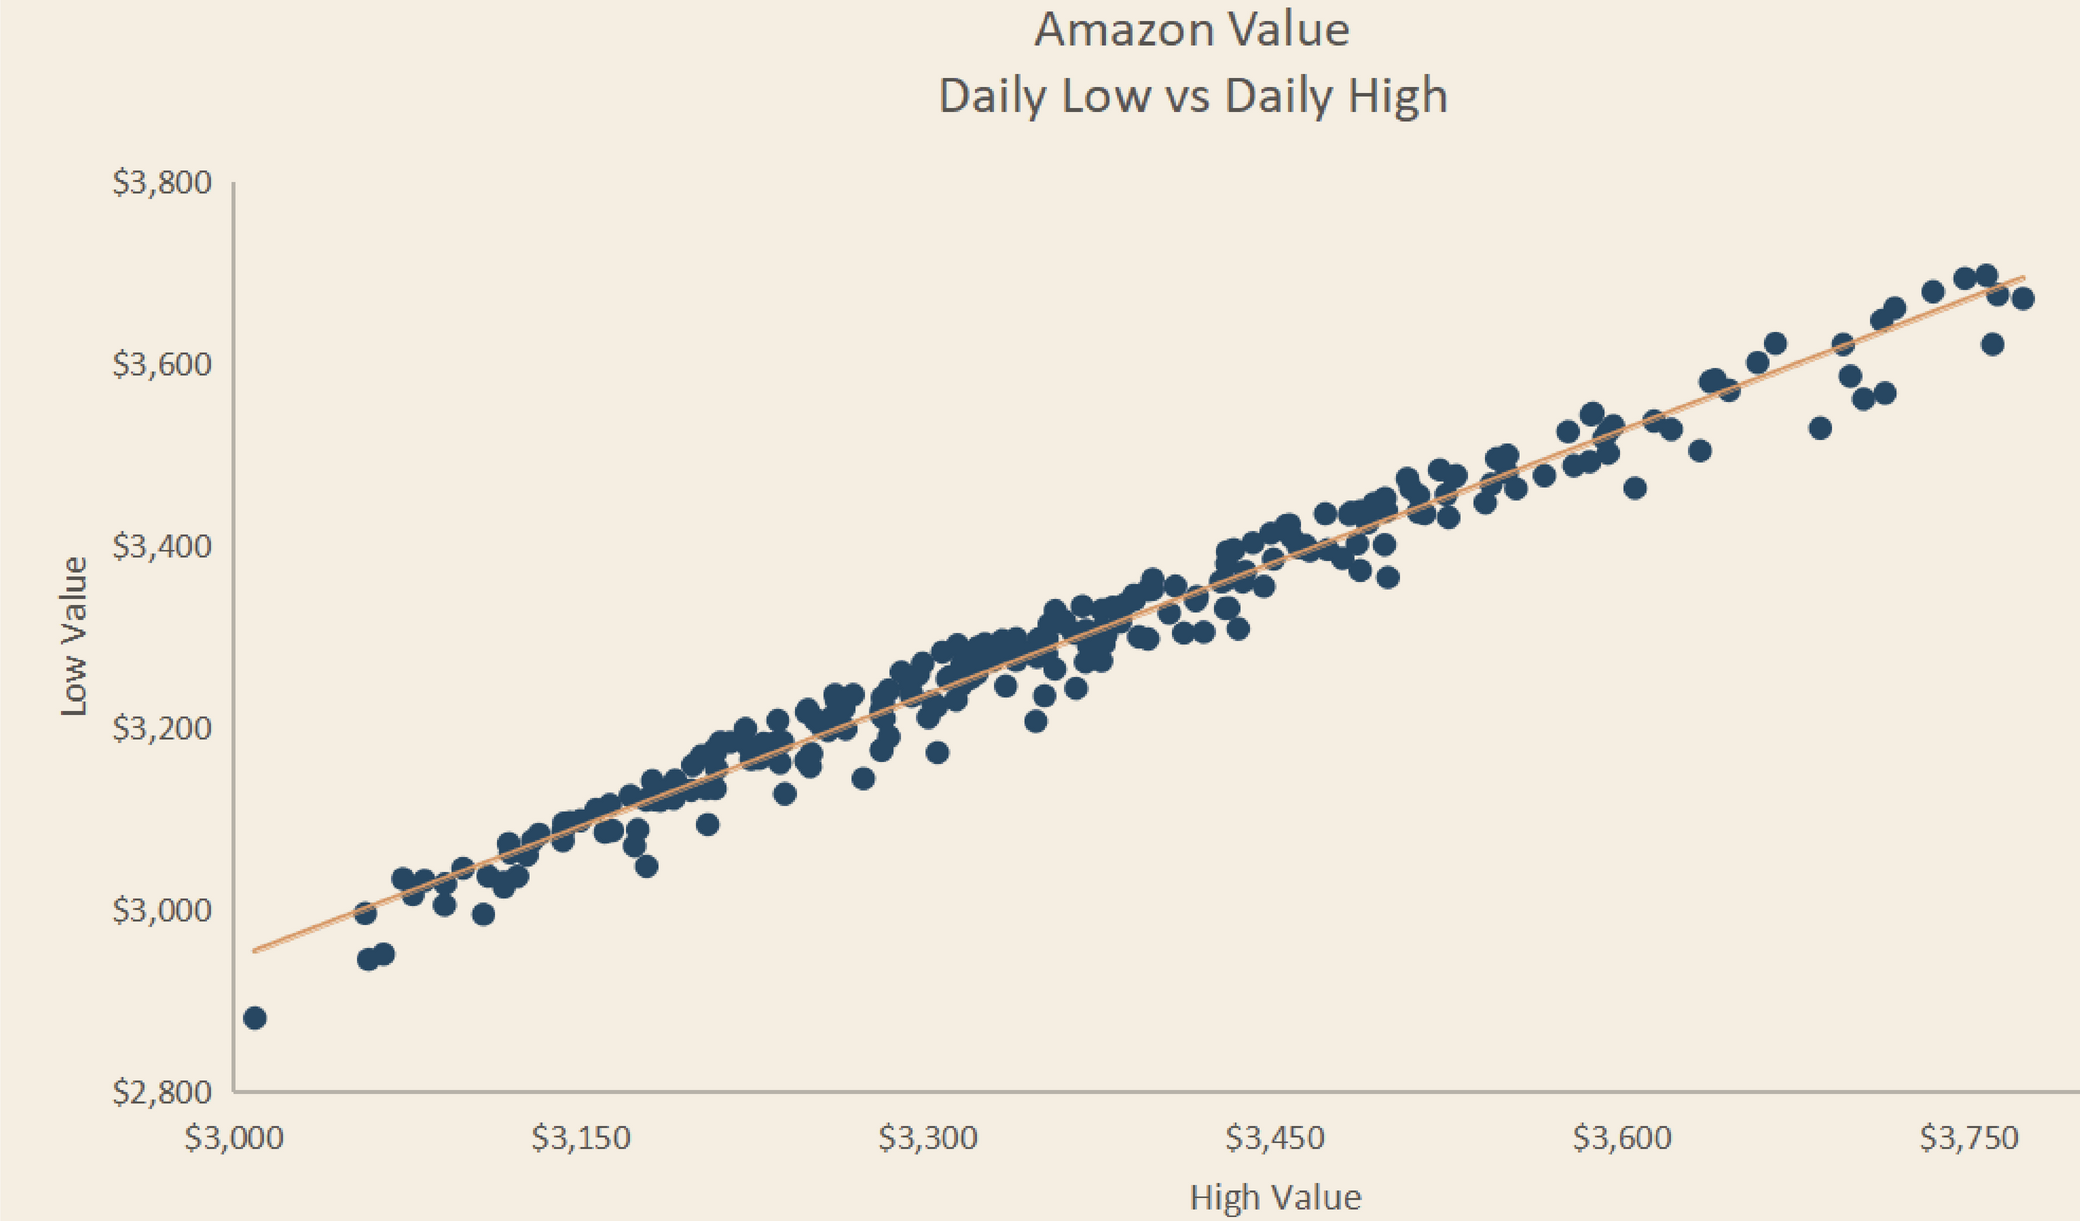 Amazon Value
Daily Low vs Daily High
$3,800
$3,600
$3,400
$3,200
$3,000
$2,800
Low Value
$3,000 $3,150 $3,300 $3,450 $3,600 $3,750
High Value